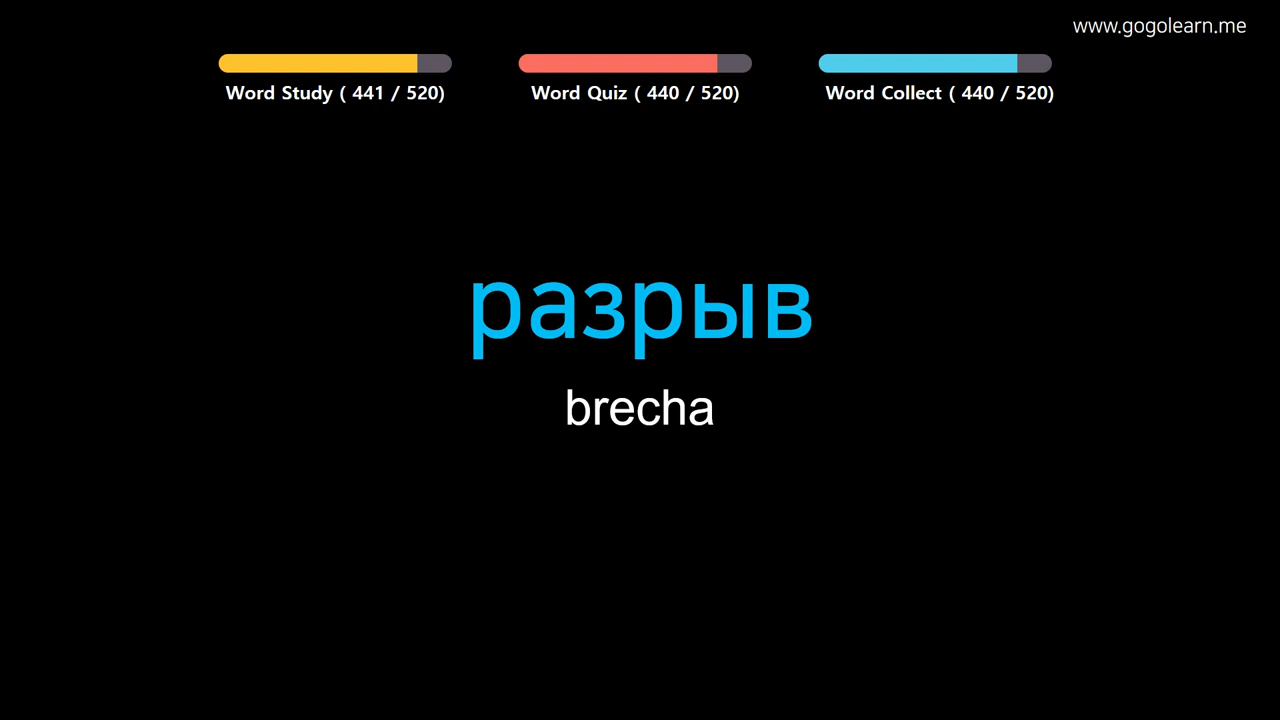 www.gogolearn.me
Word Study ( 441 / 520)
Word Quiz ( 440 / 520)
Word Collect ( 440 / 520)
разрыв
brecha